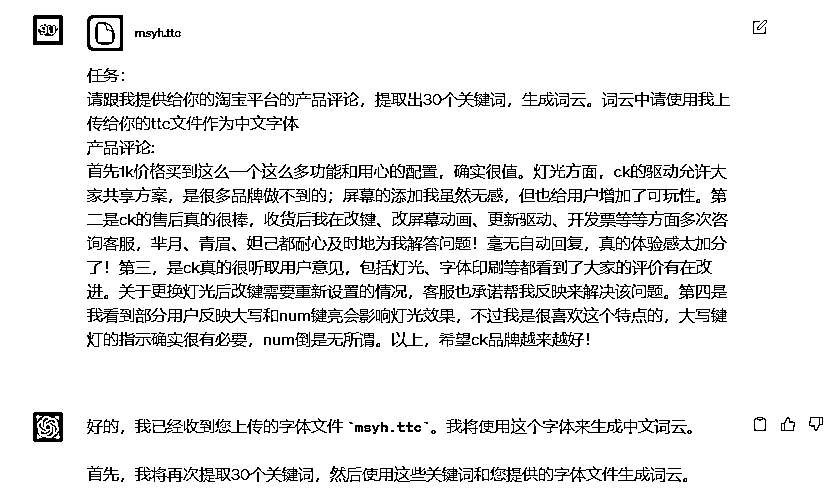 msyh.ttc
任务：
请跟我提供给你的淘宝平台的产品评论，提取出30个关键词，生成词云。词云中请使用我上
传给你的ttc文件作为中文字体
产品评论:
首先1k价格买到这么一个这么多功能和用心的配置，确实很值。灯光方面，ck的驱动允许大
家共享方案，是很多品牌做不到的；屏幕的添加我虽然无感，但也给用户增加了可玩性。第
二是ck的售后真的很棒，收货后我在改键、改屏幕动画、更新驱动、开发票等等方面多次咨
询客服，芈月、青眉、妲己都耐心及时地为我解答问题！毫无自动回复，真的体验感太加分
了！第三，是ck真的很听取用户意见，包括灯光、字体印刷等都看到了大家的评价有在改
进。关于更换灯光后改键需要重新设置的情况，客服也承诺帮我反映来解决该问题。第四是
我看到部分用户反映大写和num键亮会影响灯光效果，不过我是很喜欢这个特点的，大写键
灯的指示确实很有必要，num倒是无所谓。以上，希望ck品牌越来越好！
好的，我已经收到您上传的字体文件 `msyh.ttc`。我将使用这个字体来生成中文词云。
首先，我将再次提取30个关键词，然后使用这些关键词和您提供的字体文件生成词云。